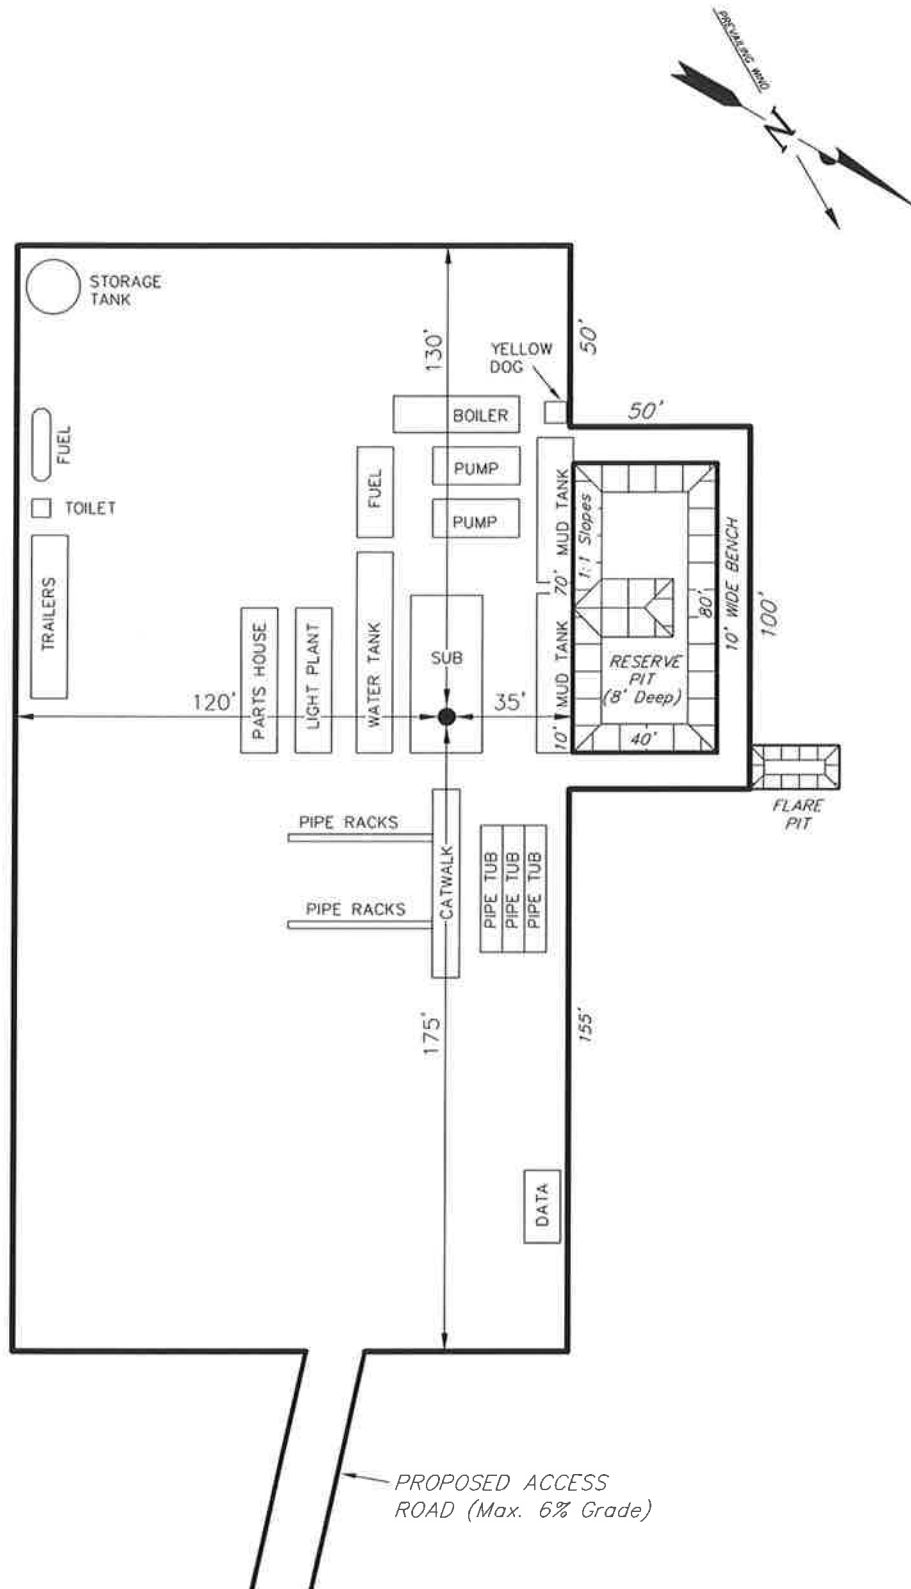 PREVAILING WIND
N
STORAGE
TANK
130'
50'
YELLOW
DOG
50'
BOILER
FUEL
FUEL
PUMP
TOILET
PUMP
MUD TANK
1:1 Slopes
70'
80'
10' WIDE BENCH
100'
TRAILERS
PARTS HOUSE
LIGHT PLANT
WATER TANK
SUB
MUD TANK
RESERVE
PIT
(8' Deep)
120'
35'
10'
40'
FLARE
PIT
PIPE RACKS
CATWALK
PIPE TUB
PIPE TUB
PIPE TUB
PIPE RACKS
175'
155'
DATA
PROPOSED ACCESS
ROAD (Max. 6% Grade)